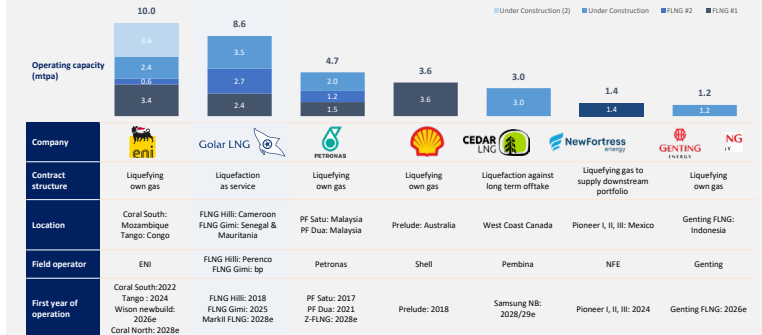 10.0
8.6
4.7
3.6
3.0
1.4
1.2
Under Construction (2)
Under Construction
FLNG #2
FLNG #1
Operating capacity
(mtpa)
3.6
2.4
0.6
3.4
3.5
2.7
2.4
2.0
1.2
1.5
3.6
3.0
1.4
1.2
Company
eni
Golar LNG
PETRONAS
CEDAR
LNG
NewFortress
energy
GENTING
ENERGY
NG
Contract
structure
Liquefying
own gas
Liquefaction
as service
Liquefying
own gas
Liquefying
own gas
Liquefaction against
long term offtake
Liquefying gas to
supply downstream
portfolio
Liquefying
own gas
Location
Coral South:
Mozambique
Tango: Congo
FLNG Hilli: Cameroon
FLNG Gimi: Senegal &
Mauritania
PF Satu: Malaysia
PF Dua: Malaysia
Prelude: Australia
West Coast Canada
Pioneer I, II, III: Mexico
Genting FLNG:
Indonesia
Field operator
ENI
FLNG Hilli: Perenco
FLNG Gimi: bp
Petronas
Shell
Pembina
NFE
Genting
First year of
operation
Coral South:2022
Tango : 2024
Wison newbuild:
2026e
Coral North: 2028e
FLNG Hilli: 2018
FLNG Gimi: 2025
MarkII FLNG: 2028e
PF Satu: 2017
PF Dua: 2021
Z-FLNG: 2028e
Prelude: 2018
Samsung NB:
2028/29e
Pioneer I, II, III: 2024
Genting FLNG: 2026e